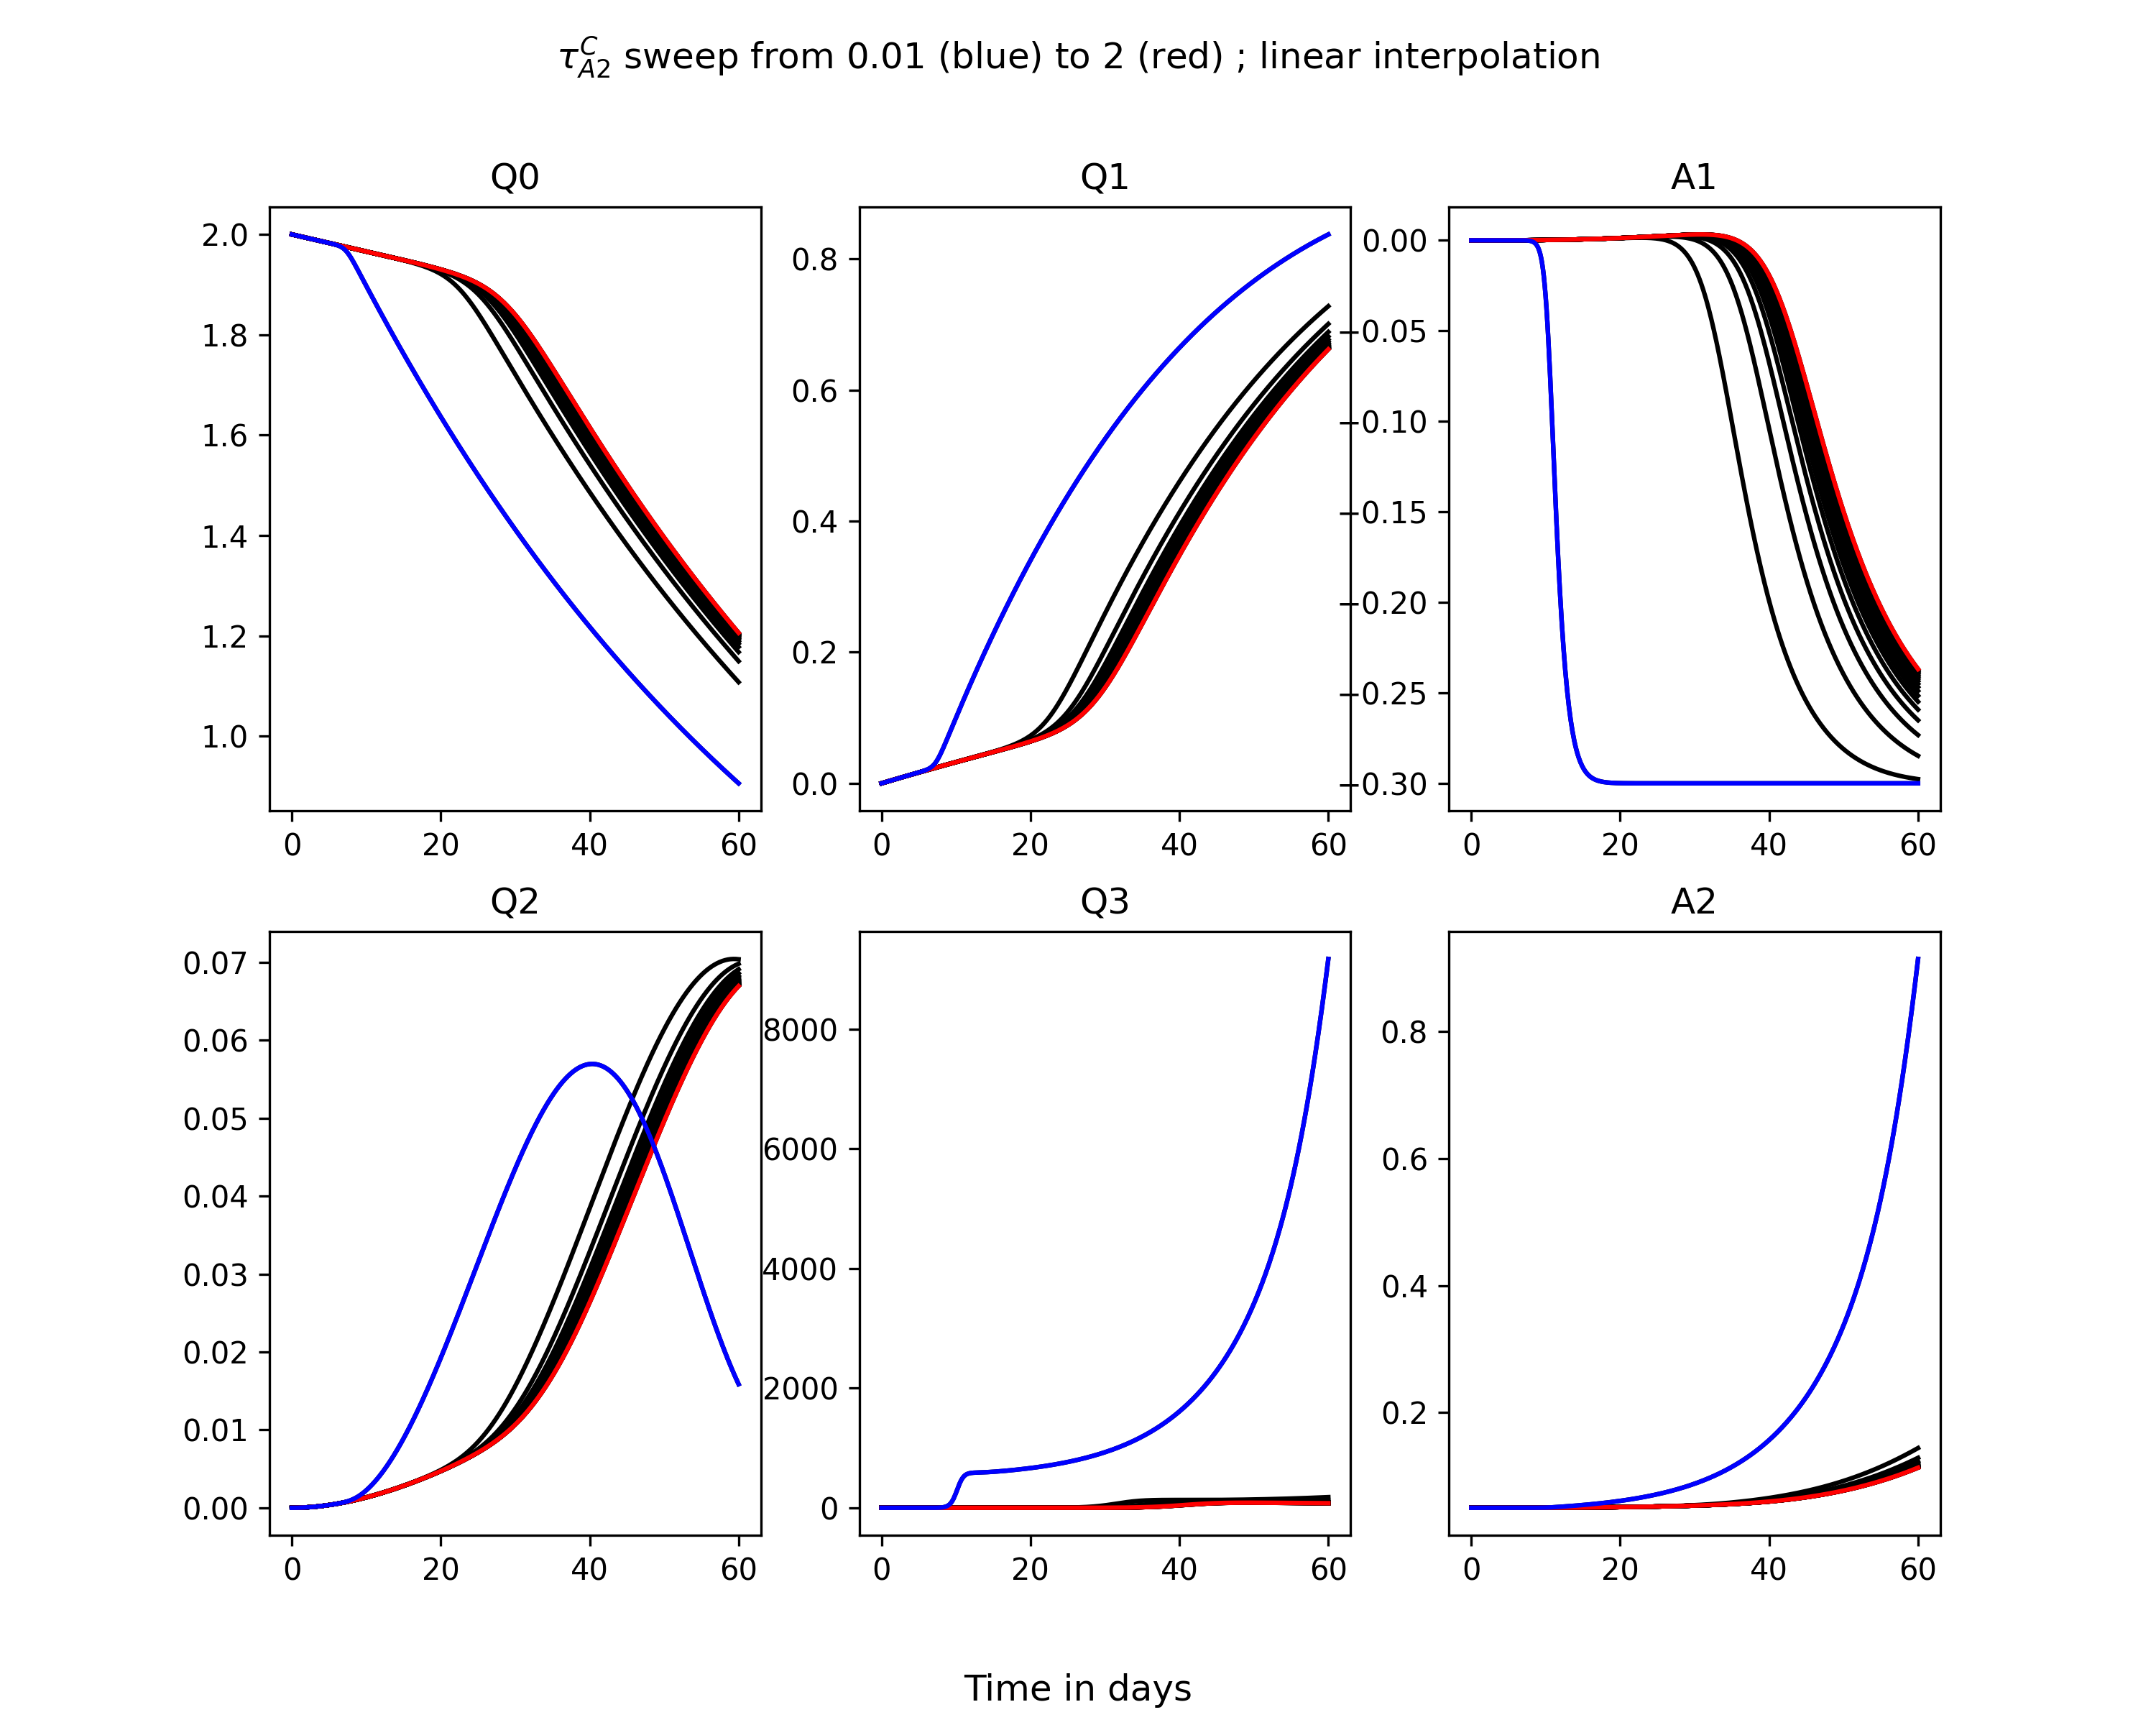 τ_{A2}^{C} sweep from 0.01 (blue) to 2 (red) ; linear interpolation
Q0
Q1
A1
2.0
1.8
1.6
1.4
1.2
1.0
0 20 40 60
0.8
0.6
0.4
0.2
0.0
0 20 40 60
0.00
−0.05
−0.10
−0.15
−0.20
−0.25
−0.30
0 20 40 60
Q2
Q3
A2
0.07
0.06
0.05
0.04
0.03
0.02
0.01
0.00
0 20 40 60
8000
6000
4000
2000
0
0 20 40 60
0.8
0.6
0.4
0.2
0 20 40 60
Time in days